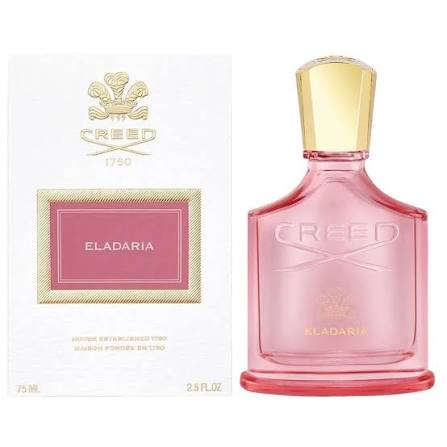 CREED
1760
ELADARIA
HOUSE ESTABLISHED 1760
MAISON FONDÉE EN 1760
75 ML
2.5 FL.OZ
CREED
ELADARIA